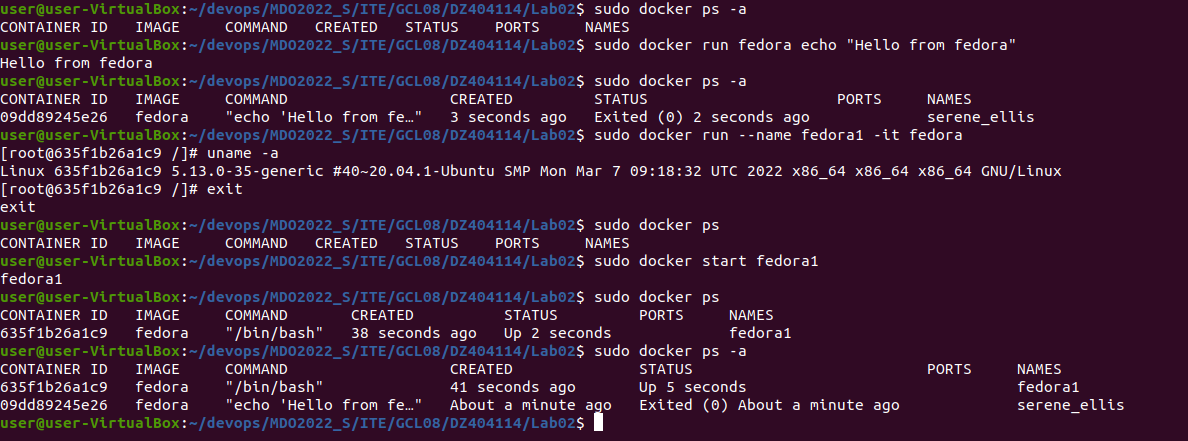 user@user-VirtualBox:~/devops/MDO2022_S/ITE/GCL08/DZ404114/Lab02$ sudo docker ps -a
CONTAINER ID   IMAGE     COMMAND   CREATED   STATUS    PORTS     NAMES
user@user-VirtualBox:~/devops/MDO2022_S/ITE/GCL08/DZ404114/Lab02$ sudo docker run fedora echo "Hello from fedora"
Hello from fedora
user@user-VirtualBox:~/devops/MDO2022_S/ITE/GCL08/DZ404114/Lab02$ sudo docker ps -a
CONTAINER ID   IMAGE     COMMAND                  CREATED         STATUS                     PORTS     NAMES
09dd89245e26   fedora    "echo 'Hello from fe…"   3 seconds ago   Exited (0) 2 seconds ago             serene_ellis
user@user-VirtualBox:~/devops/MDO2022_S/ITE/GCL08/DZ404114/Lab02$ sudo docker run --name fedora1 -it fedora
[root@635f1b26a1c9 /]# uname -a
Linux 635f1b26a1c9 5.13.0-35-generic #40~20.04.1-Ubuntu SMP Mon Mar 7 09:18:32 UTC 2022 x86_64 x86_64 x86_64 GNU/Linux
[root@635f1b26a1c9 /]# exit
exit
user@user-VirtualBox:~/devops/MDO2022_S/ITE/GCL08/DZ404114/Lab02$ sudo docker ps
CONTAINER ID   IMAGE     COMMAND   CREATED   STATUS    PORTS     NAMES
user@user-VirtualBox:~/devops/MDO2022_S/ITE/GCL08/DZ404114/Lab02$ sudo docker start fedora1
fedora1
user@user-VirtualBox:~/devops/MDO2022_S/ITE/GCL08/DZ404114/Lab02$ sudo docker ps
CONTAINER ID   IMAGE     COMMAND       CREATED          STATUS         PORTS     NAMES
635f1b26a1c9   fedora    "/bin/bash"   38 seconds ago   Up 2 seconds             fedora1
user@user-VirtualBox:~/devops/MDO2022_S/ITE/GCL08/DZ404114/Lab02$ sudo docker ps -a
CONTAINER ID   IMAGE     COMMAND                  CREATED              STATUS                          PORTS     NAMES
635f1b26a1c9   fedora    "/bin/bash"              41 seconds ago       Up 5 seconds                              fedora1
09dd89245e26   fedora    "echo 'Hello from fe…"   About a minute ago   Exited (0) About a minute ago             serene_ellis
user@user-VirtualBox:~/devops/MDO2022_S/ITE/GCL08/DZ404114/Lab02$